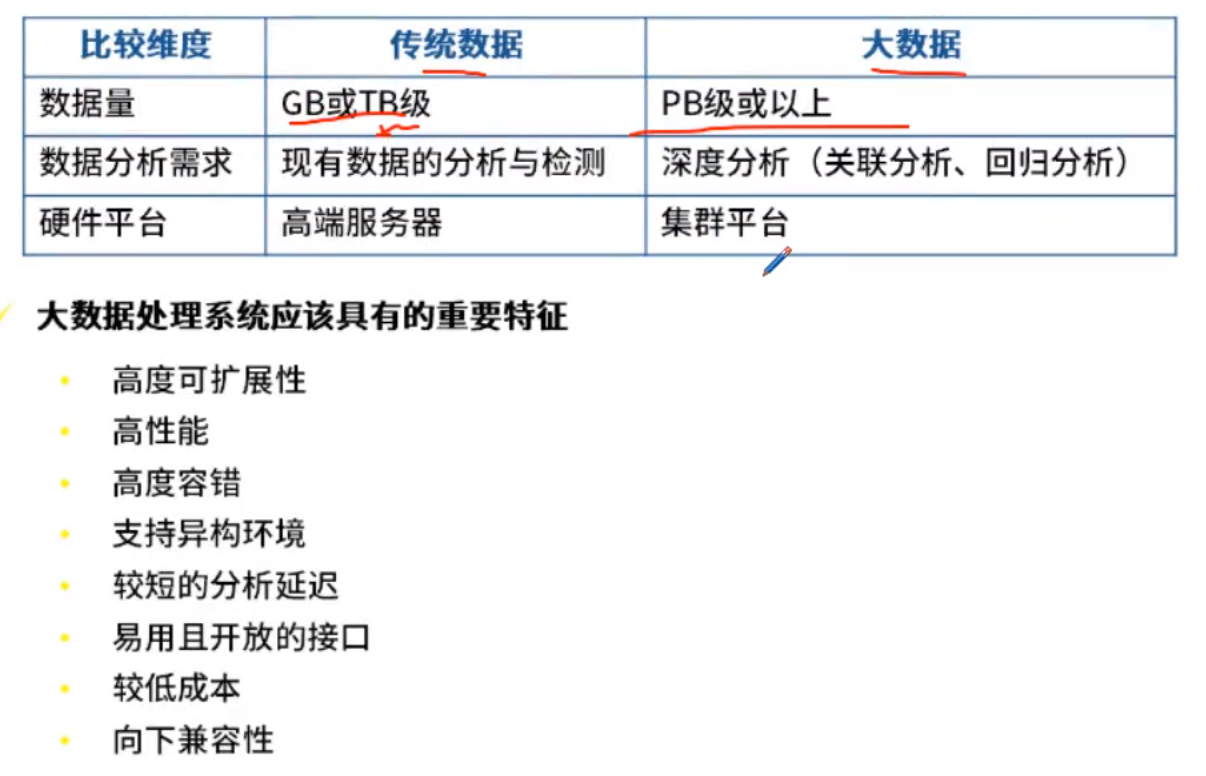 比较维度 传统数据 大数据
数据量 GB或TB级 PB级或以上
数据分析需求 现有数据的分析与检测 深度分析（关联分析、回归分析）
硬件平台 高端服务器 集群平台
大数据处理系统应该具有的重要特征
• 高度可扩展性
• 高性能
• 高度容错
• 支持异构环境
• 较短的分析延迟
• 易用且开放的接口
• 较低成本
• 向下兼容性